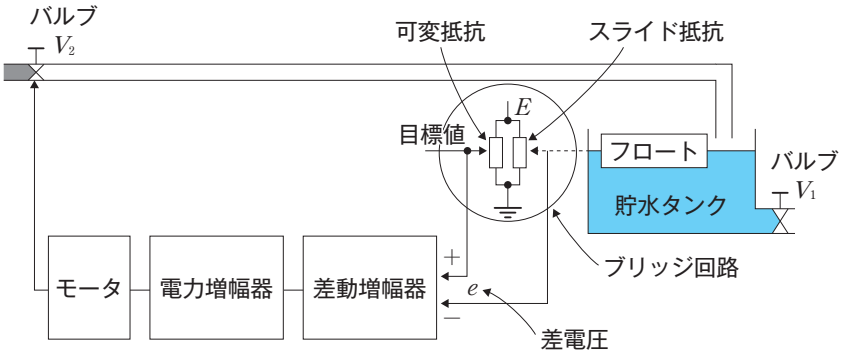 バルブ
V₂
可変抵抗
スライド抵抗
E
目標値
フロート
バルブ
V₁
貯水タンク
ブリッジ回路
モータ
電力増幅器
差動増幅器
+
e
−
差電圧